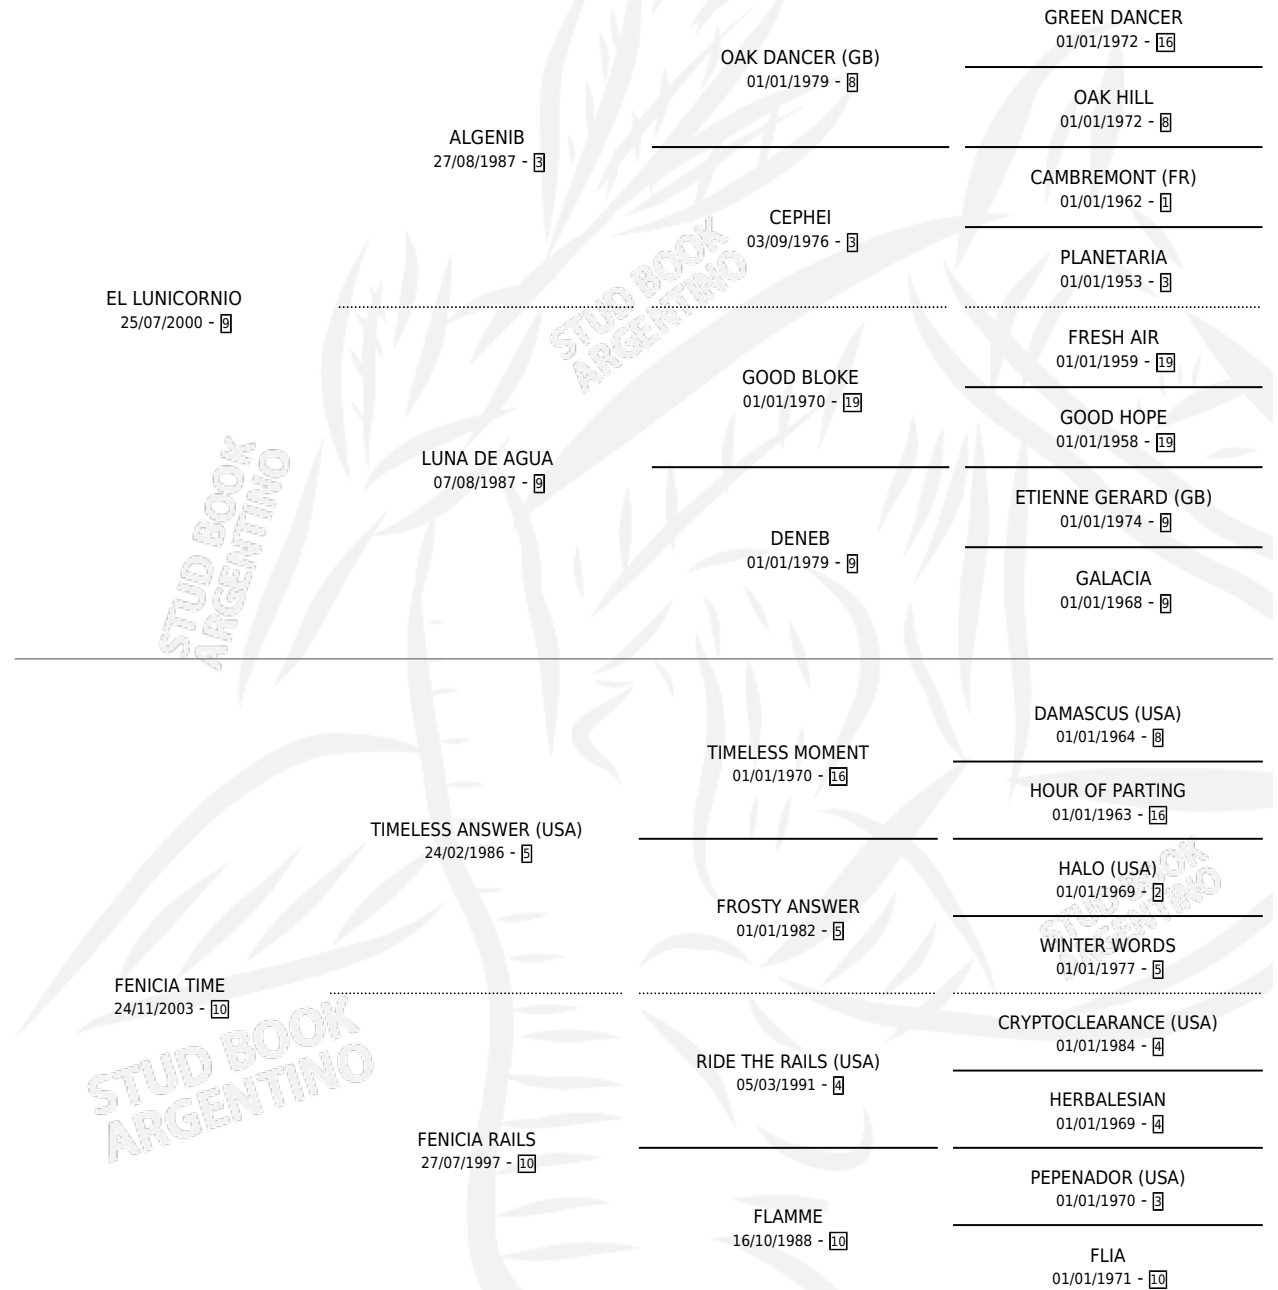 GREEN DANCER
01/01/1972 - 16
OAK DANCER (GB)
01/01/1979 - 8
OAK HILL
01/01/1972 - 8
ALGENIB
27/08/1987 - 3
CAMBREMONT (FR)
01/01/1962 - 1
CEPHEI
03/09/1976 - 3
PLANETARIA
01/01/1953 - 3
EL LUNICORNIO
25/07/2000 - 9
STUD BOOK
ARGENTINO
FRESH AIR
01/01/1959 - 19
GOOD BLOKE
01/01/1970 - 19
GOOD HOPE
01/01/1958 - 19
LUNA DE AGUA
07/08/1987 - 9
ETIENNE GERARD (GB)
01/01/1974 - 9
DENEB
01/01/1979 - 9
GALACIA
01/01/1968 - 9
STUD BOOK
ARGENTINO
DAMASCUS (USA)
01/01/1964 - 8
TIMELESS MOMENT
01/01/1970 - 16
HOUR OF PARTING
01/01/1963 - 16
TIMELESS ANSWER (USA)
24/02/1986 - 5
HALO (USA)
01/01/1969 - 2
FROSTY ANSWER
01/01/1982 - 5
WINTER WORDS
01/01/1977 - 5
STUD BOOK
ARGENTINO
FENICIA TIME
24/11/2003 - 10
CRYPTOCLEARANCE (USA)
01/01/1984 - 4
RIDE THE RAILS (USA)
05/03/1991 - 4
HERBALESIAN
01/01/1969 - 4
STUD BOOK
ARGENTINO
FENICIA RAILS
27/07/1997 - 10
PEPENADOR (USA)
01/01/1970 - 3
FLAMME
16/10/1988 - 10
FLIA
01/01/1971 - 10